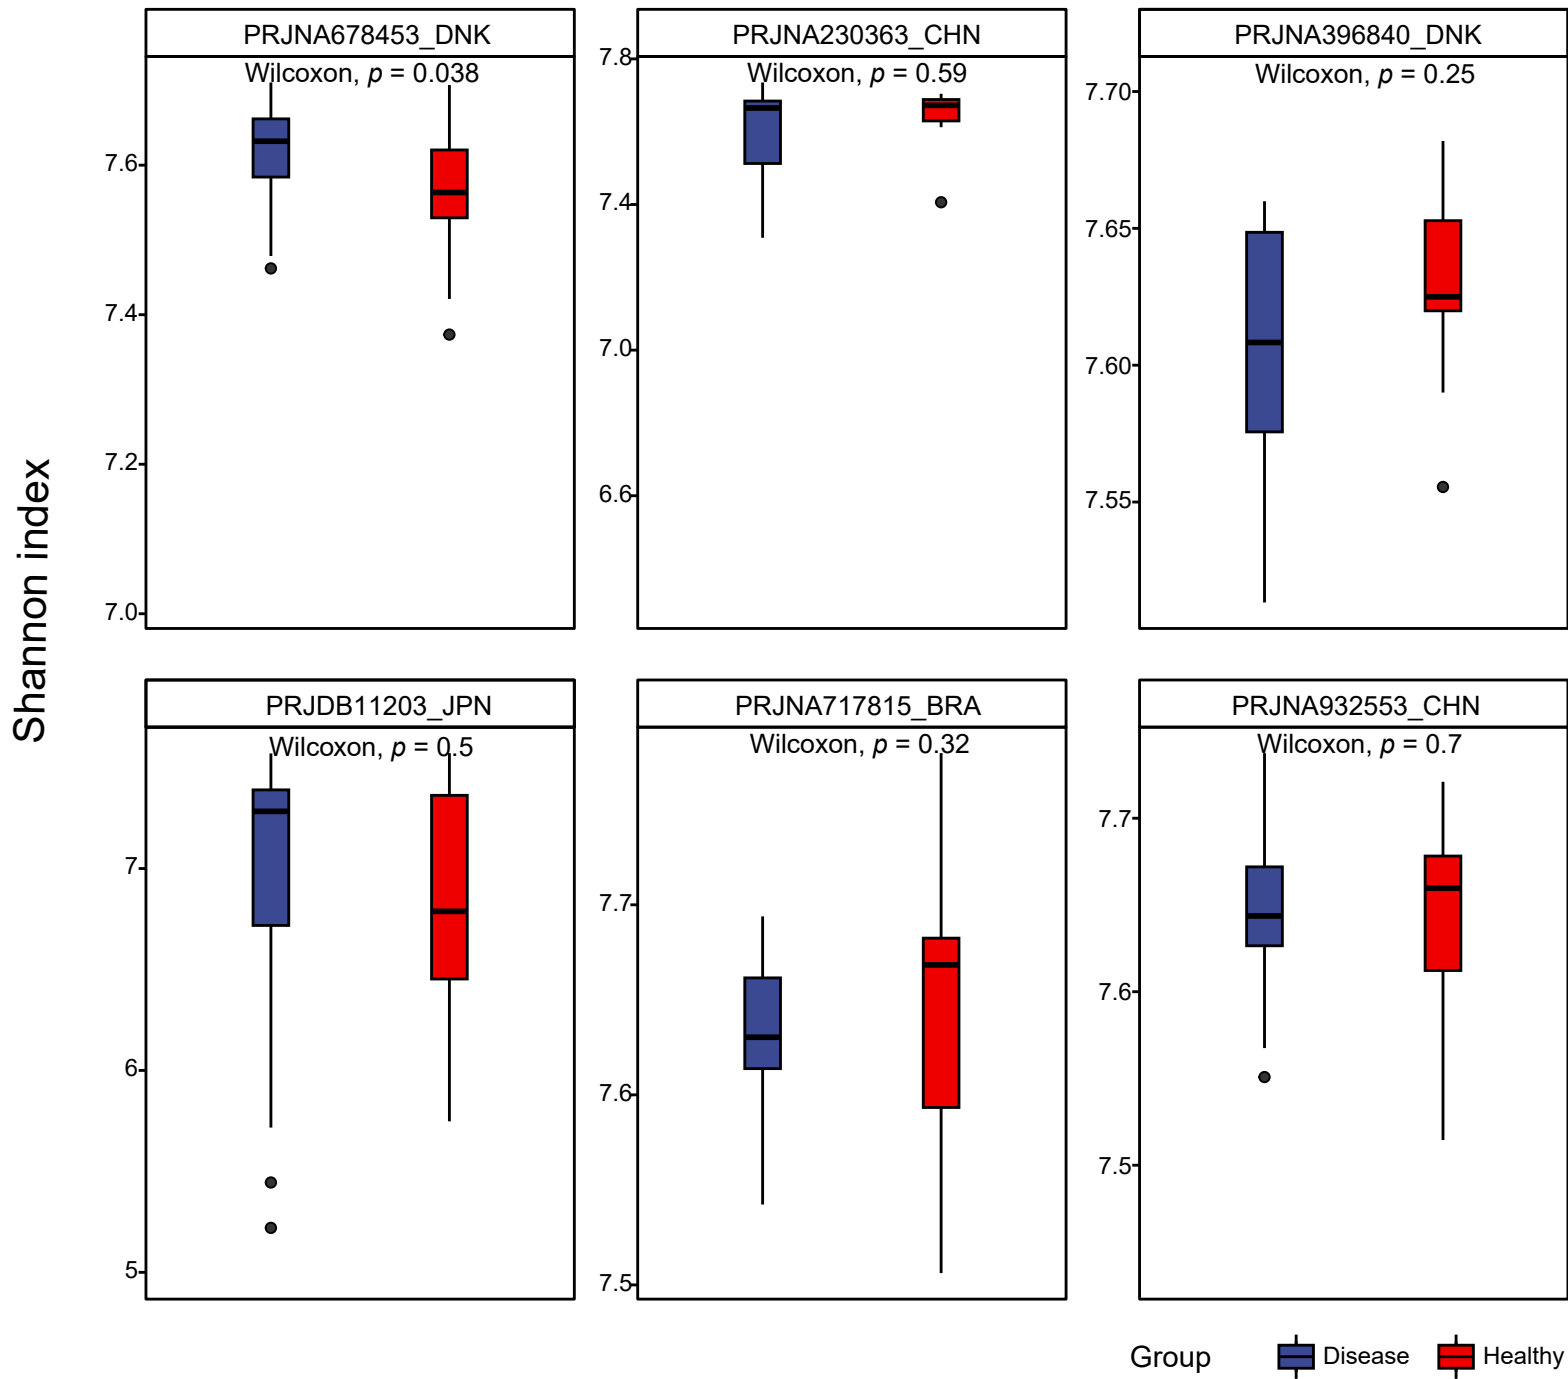 Shannon index
PRJNA678453_DNK
Wilcoxon, p = 0.038
7.6
7.4
7.2
7.0
PRJNA230363_CHN
Wilcoxon, p = 0.59
7.8
7.4
7.0
6.6
PRJNA396840_DNK
Wilcoxon, p = 0.25
7.70
7.65
7.60
7.55
PRJDB11203_JPN
Wilcoxon, p = 0.5
7
6
5
PRJNA717815_BRA
Wilcoxon, p = 0.32
7.7
7.6
7.5
PRJNA932553_CHN
Wilcoxon, p = 0.7
7.7
7.6
7.5
Group Disease Healthy